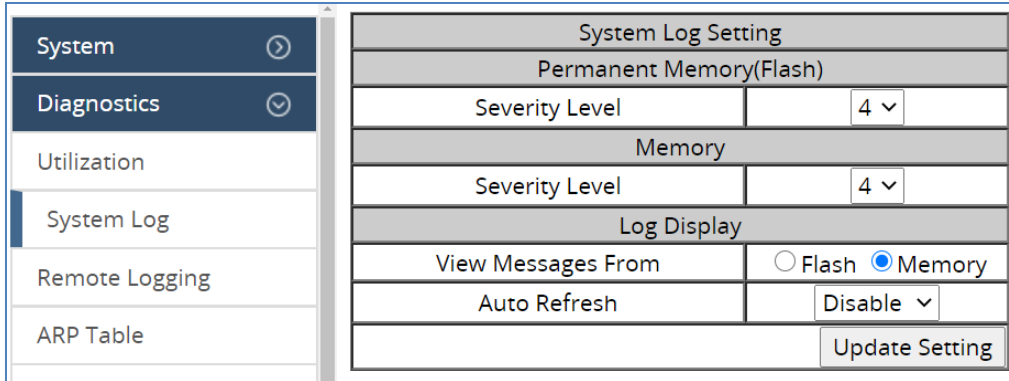 System
Diagnostics
Utilization
System Log
Remote Logging
ARP Table
System Log Setting
Permanent Memory(Flash)
Severity Level 4
Memory
Severity Level 4
Log Display
View Messages From Flash Memory
Auto Refresh Disable
Update Setting